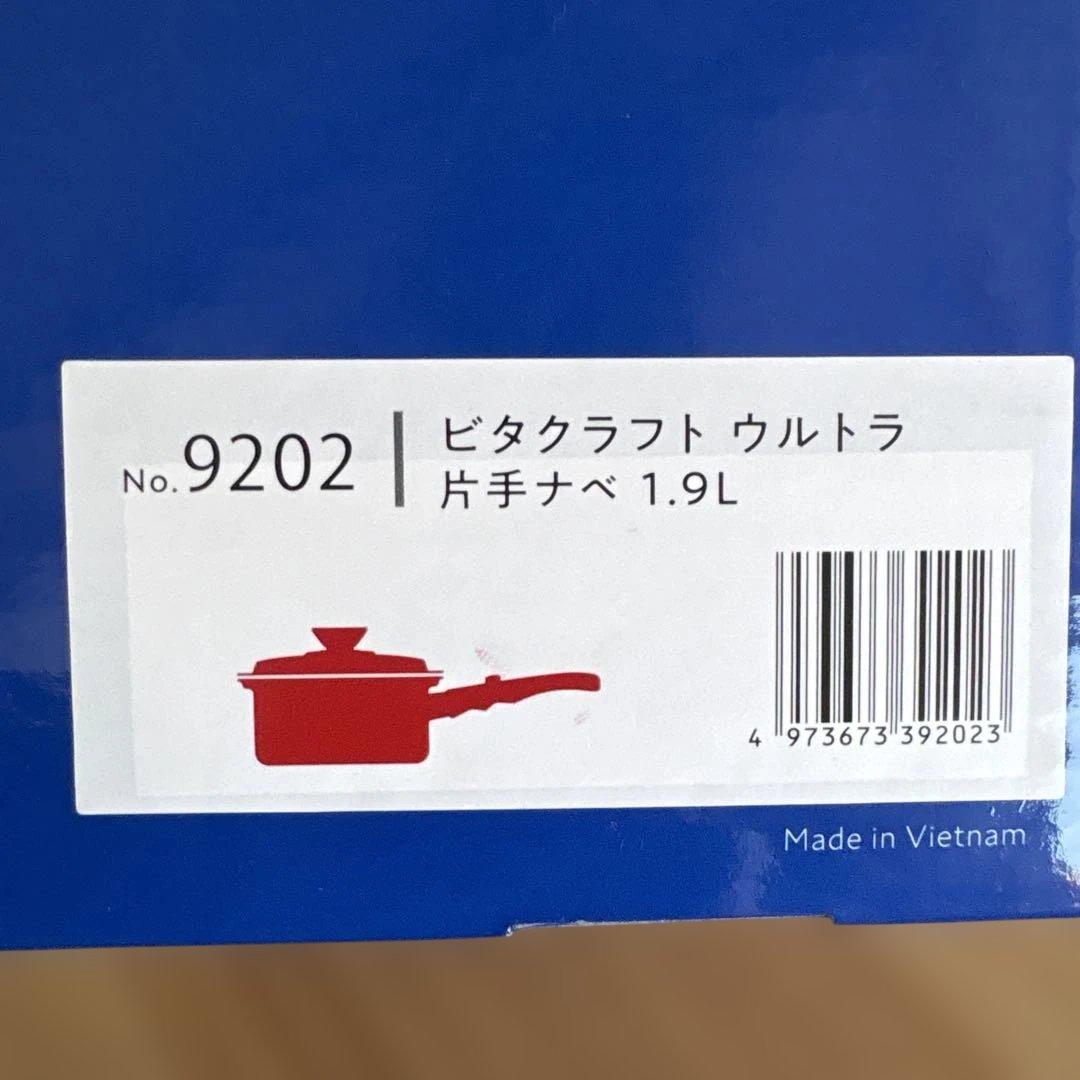 No. 9202
ビタクラフト ウルトラ
片手ナベ 1.9L
4 973673 392023
Made in Vietnam